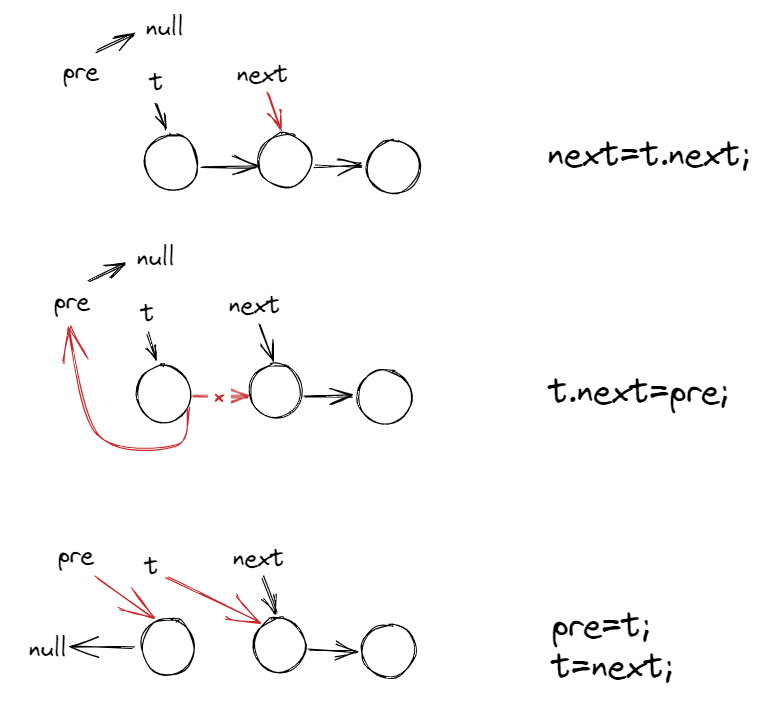 null
pre
t
next
next=t.next;
null
pre
t
next
x
t.next=pre;
pre
t
next
null
pre=t;
t=next;